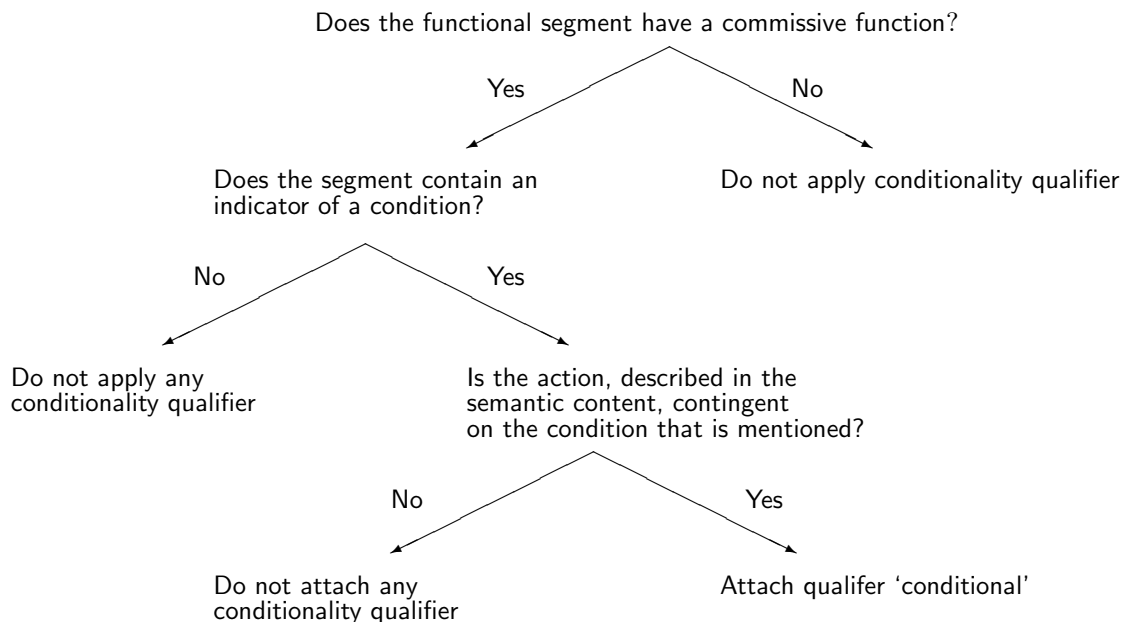 Does the functional segment have a commissive function?
Yes
No
Does the segment contain an
indicator of a condition?
Do not apply conditionality qualifier
No
Yes
Do not apply any
conditionality qualifier
Is the action, described in the
semantic content, contingent
on the condition that is mentioned?
No
Yes
Do not attach any
conditionality qualifier
Attach qualifer ‘conditional’